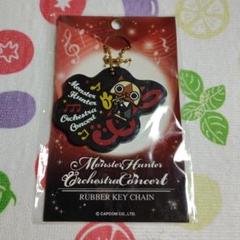 Monster
Hunter
Orchestra
Concert
Monster Hunter
Orchestra Concert
RUBBER KEY CHAIN
© CAPCOM CO., LTD.